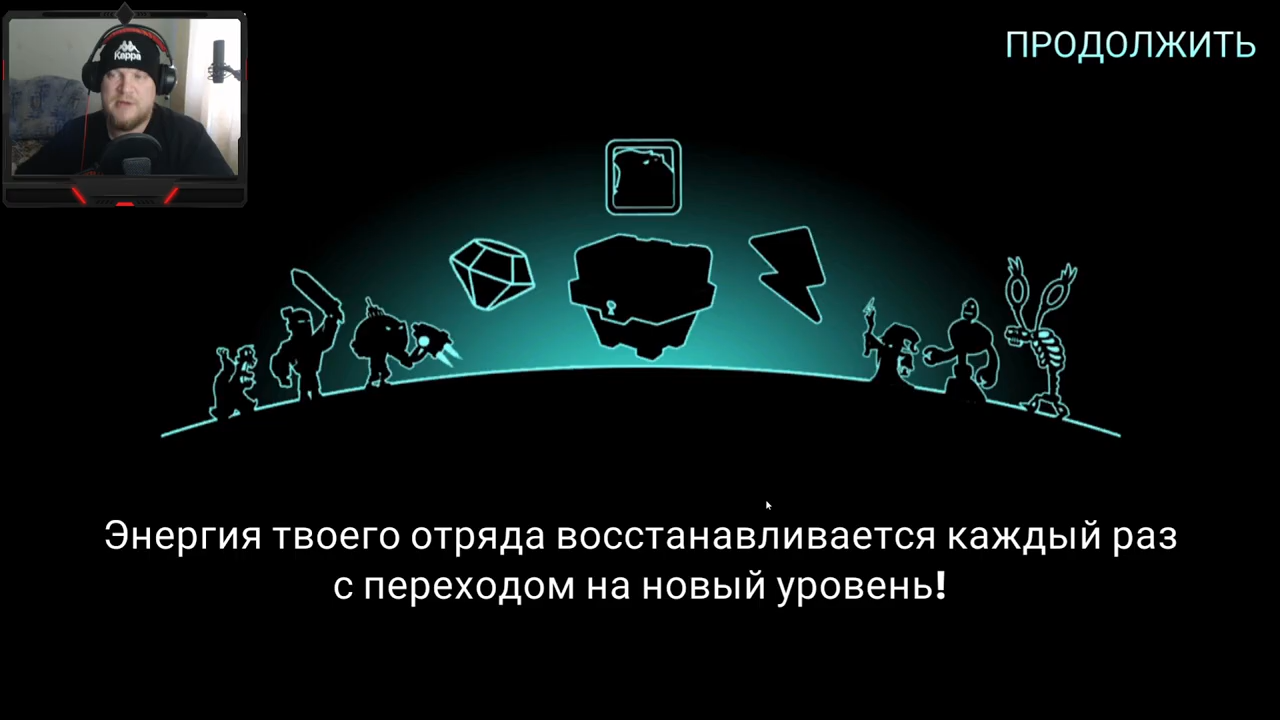 Kappa
ПРОДОЛЖИТЬ
Энергия твоего отряда восстанавливается каждый раз
с переходом на новый уровень!